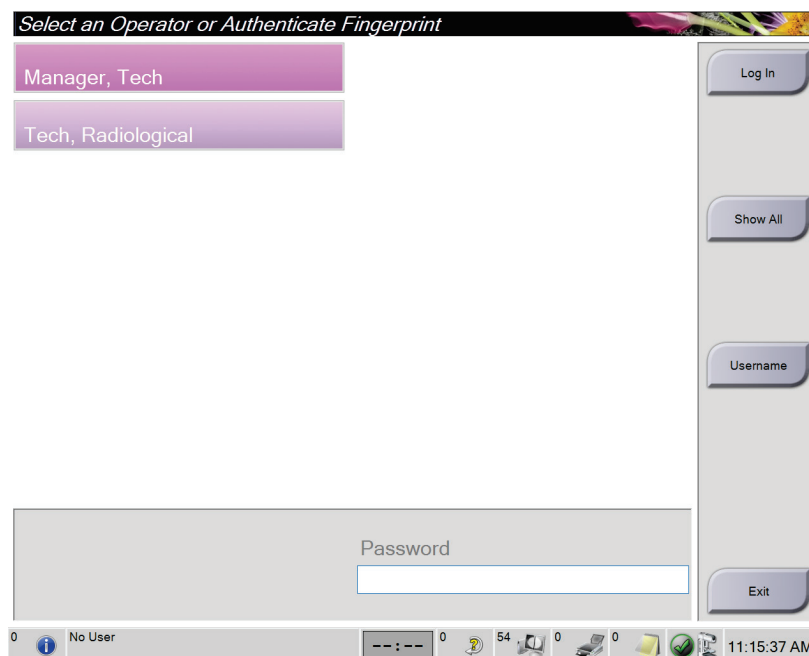 Select an Operator or Authenticate Fingerprint
Manager, Tech
Log In
Tech, Radiological
Show All
Username
Password
Exit
0 No User --:-- 0 54 0 0 11:15:37 AM